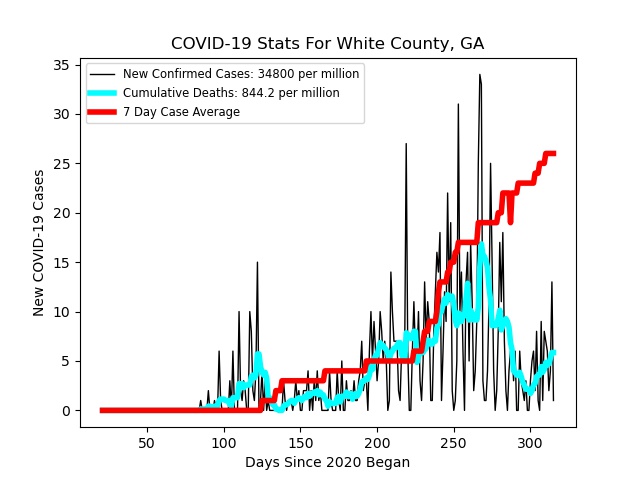 COVID-19 Stats For White County, GA
New Confirmed Cases: 34800 per million
Cumulative Deaths: 844.2 per million
7 Day Case Average
New COVID-19 Cases
35
30
25
20
15
10
5
0
50 100 150 200 250 300
Days Since 2020 Began